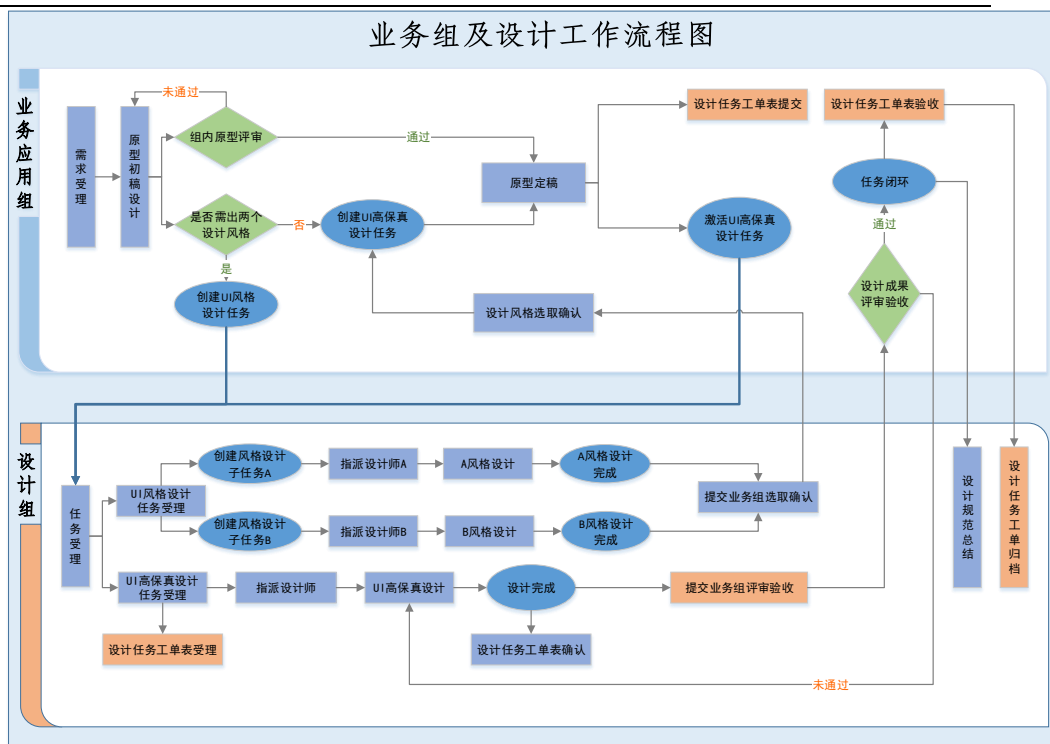 业务组及设计工作流程图
业务应用组
需求受理
原型初稿设计
未通过
组内原型评审
通过
是否需出两个
设计风格
否
是
创建UI高保真
设计任务
创建UI风格
设计任务
原型定稿
设计风格选取确认
设计任务工单表提交
激活UI高保真
设计任务
设计任务工单表验收
任务闭环
通过
设计成果
评审验收
设计组
任务受理
UI风格设计
任务受理
创建风格设计
子任务A
指派设计师A
A风格设计
A风格设计
完成
创建风格设计
子任务B
指派设计师B
B风格设计
B风格设计
完成
提交业务组选取确认
UI高保真设计
任务受理
指派设计师
UI高保真设计
设计完成
提交业务组评审验收
设计任务工单表受理
设计任务工单表确认
未通过
设计规范总结
设计任务工单归档